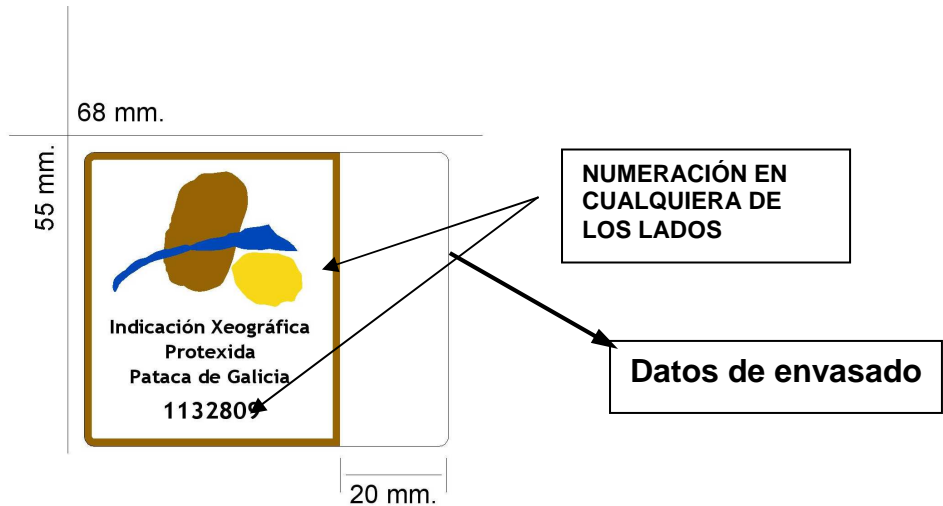 68 mm.
55 mm.
NUMERACIÓN EN
CUALQUIERA DE
LOS LADOS
Indicación Xeográfica
Protexida
Pataca de Galicia
1132809
Datos de envasado
20 mm.